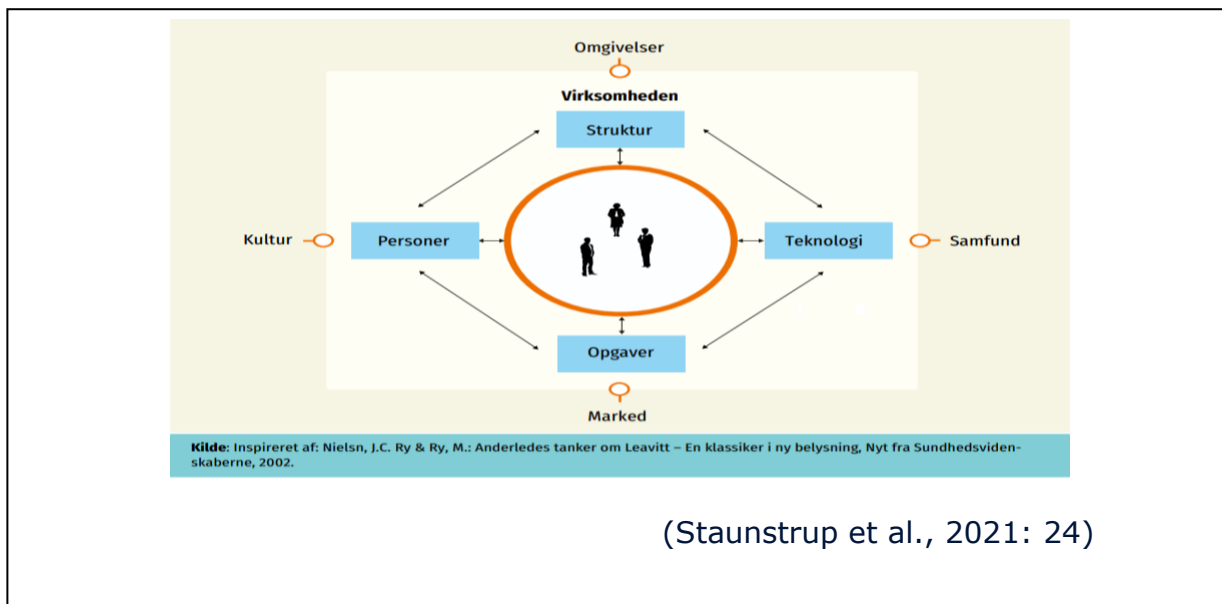 Omgivelser
Virksomheden
Struktur
Kultur
Personer
Teknologi
Samfund
Opgaver
Marked
Kilde: Inspireret af: Nielsn, J.C. Ry & Ry, M.: Anderledes tanker om Leavitt – En klassiker i ny belysning, Nyt fra Sundhedsviden-
skaberne, 2002.
(Staunstrup et al., 2021: 24)